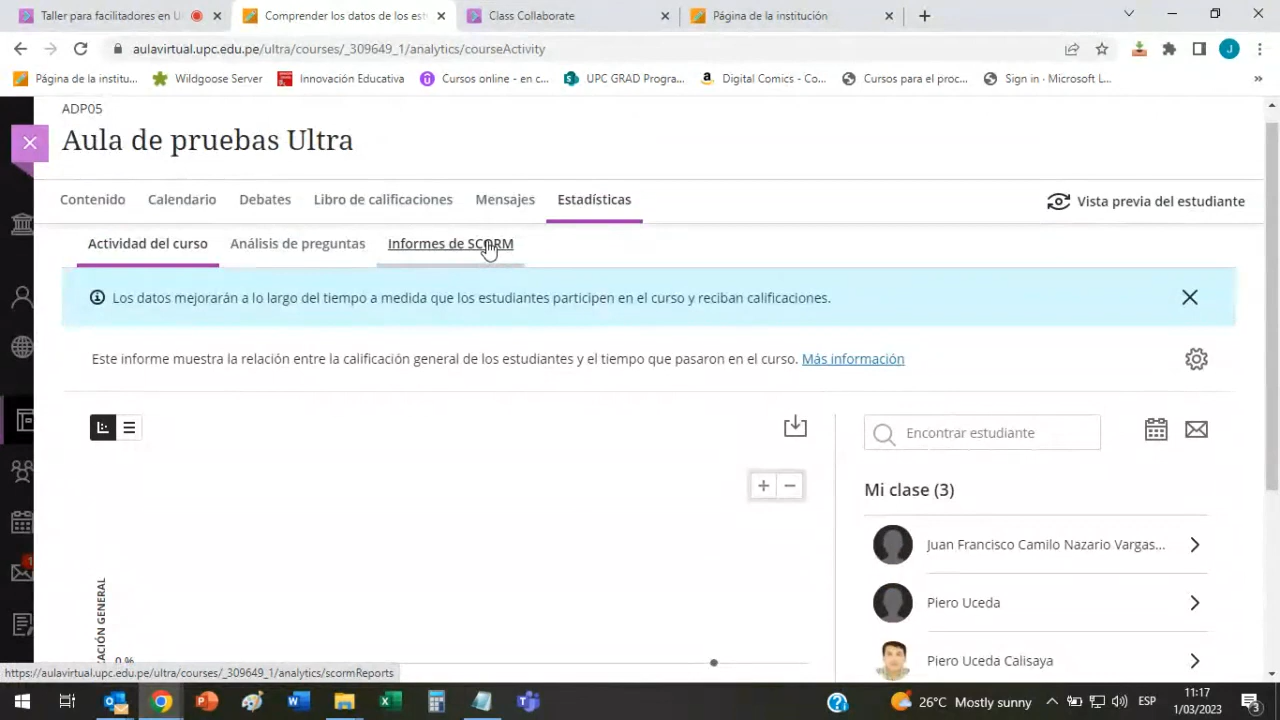 Taller para facilitadores en U
Comprender los datos de los est
Class Collaborate
Página de la institución
aulavirtual.upc.edu.pe/ultra/courses/_309649_1/analytics/courseActivity
J
Página de la institu...
Wildgoose Server
Innovación Educativa
Cursos online - en c...
UPC GRAD Progra...
Digital Comics - Co...
Cursos para el proc...
Sign in · Microsoft L...
»
ADP05
Aula de pruebas Ultra
Contenido
Calendario
Debates
Libro de calificaciones
Mensajes
Estadísticas
Vista previa del estudiante
Actividad del curso
Análisis de preguntas
Informes de SCORM
Los datos mejorarán a lo largo del tiempo a medida que los estudiantes participen en el curso y reciban calificaciones.
Este informe muestra la relación entre la calificación general de los estudiantes y el tiempo que pasaron en el curso. Más información
Encontrar estudiante
Mi clase (3)
Juan Francisco Camilo Nazario Vargas...
Piero Uceda
Piero Uceda Calisaya
CACIÓN GENERAL
0 %
https://aulavirtual.upc.edu.pe/ultra/courses/_309649_1/analytics/scormReports
26°C Mostly sunny
ESP
11:17
1/03/2023
3